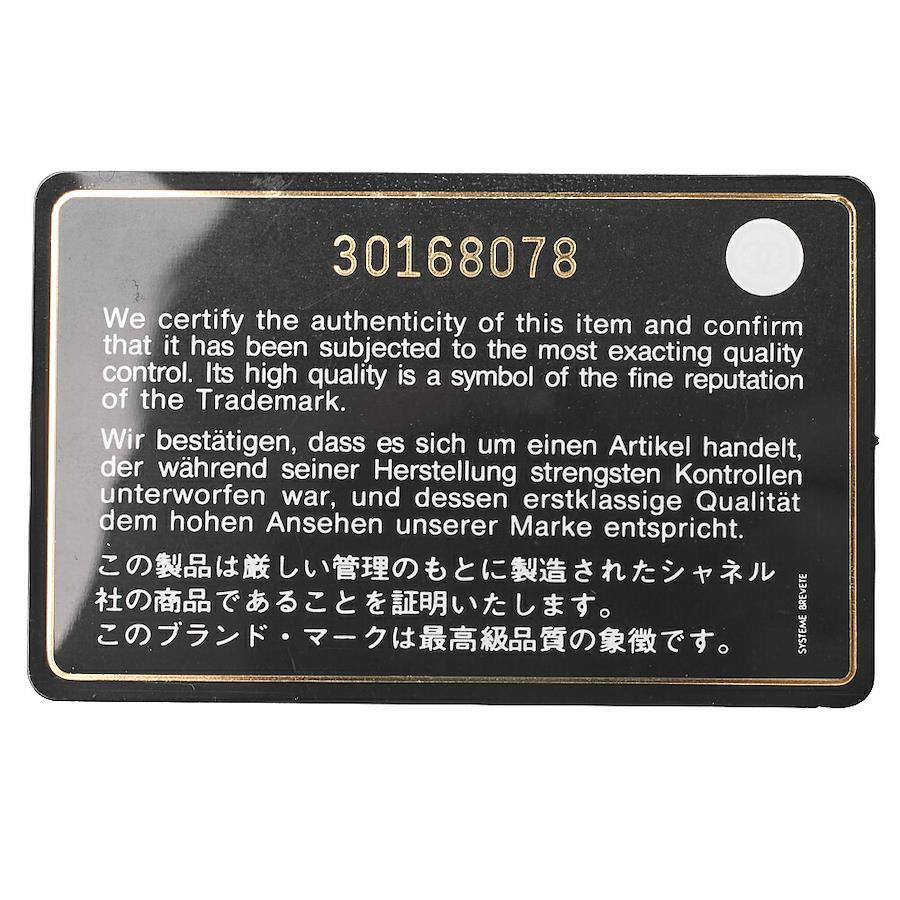 30168078
We certify the authenticity of this item and confirm
that it has been subjected to the most exacting quality
control. Its high quality is a symbol of the fine reputation
of the Trademark.
Wir bestätigen, dass es sich um einen Artikel handelt,
der während seiner Herstellung strengsten Kontrollen
unterworfen war, und dessen erstklassige Qualität
dem hohen Ansehen unserer Marke entspricht.
この製品は厳しい管理のもとに製造されたシャネル
社の商品であることを証明いたします。
このブランド・マークは最高級品質の象徴です。
SYSTEME BREVETE